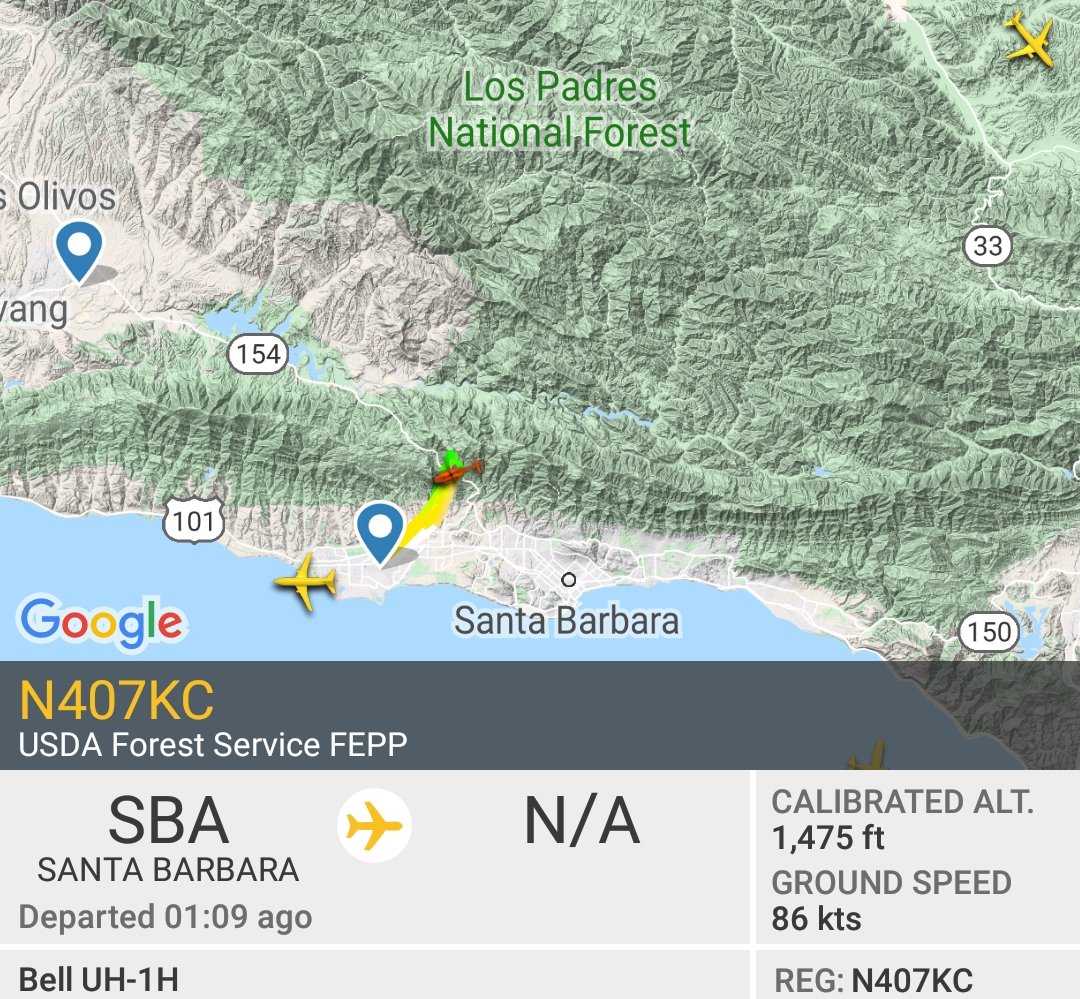 Los Padres
National Forest
s Olivos
33
vang
154
101
Google
Santa Barbara
150
N407KC
USDA Forest Service FEPP
SBA
N/A
SANTA BARBARA
Departed 01:09 ago
CALIBRATED ALT.
1,475 ft
GROUND SPEED
86 kts
Bell UH-1H
REG: N407KC